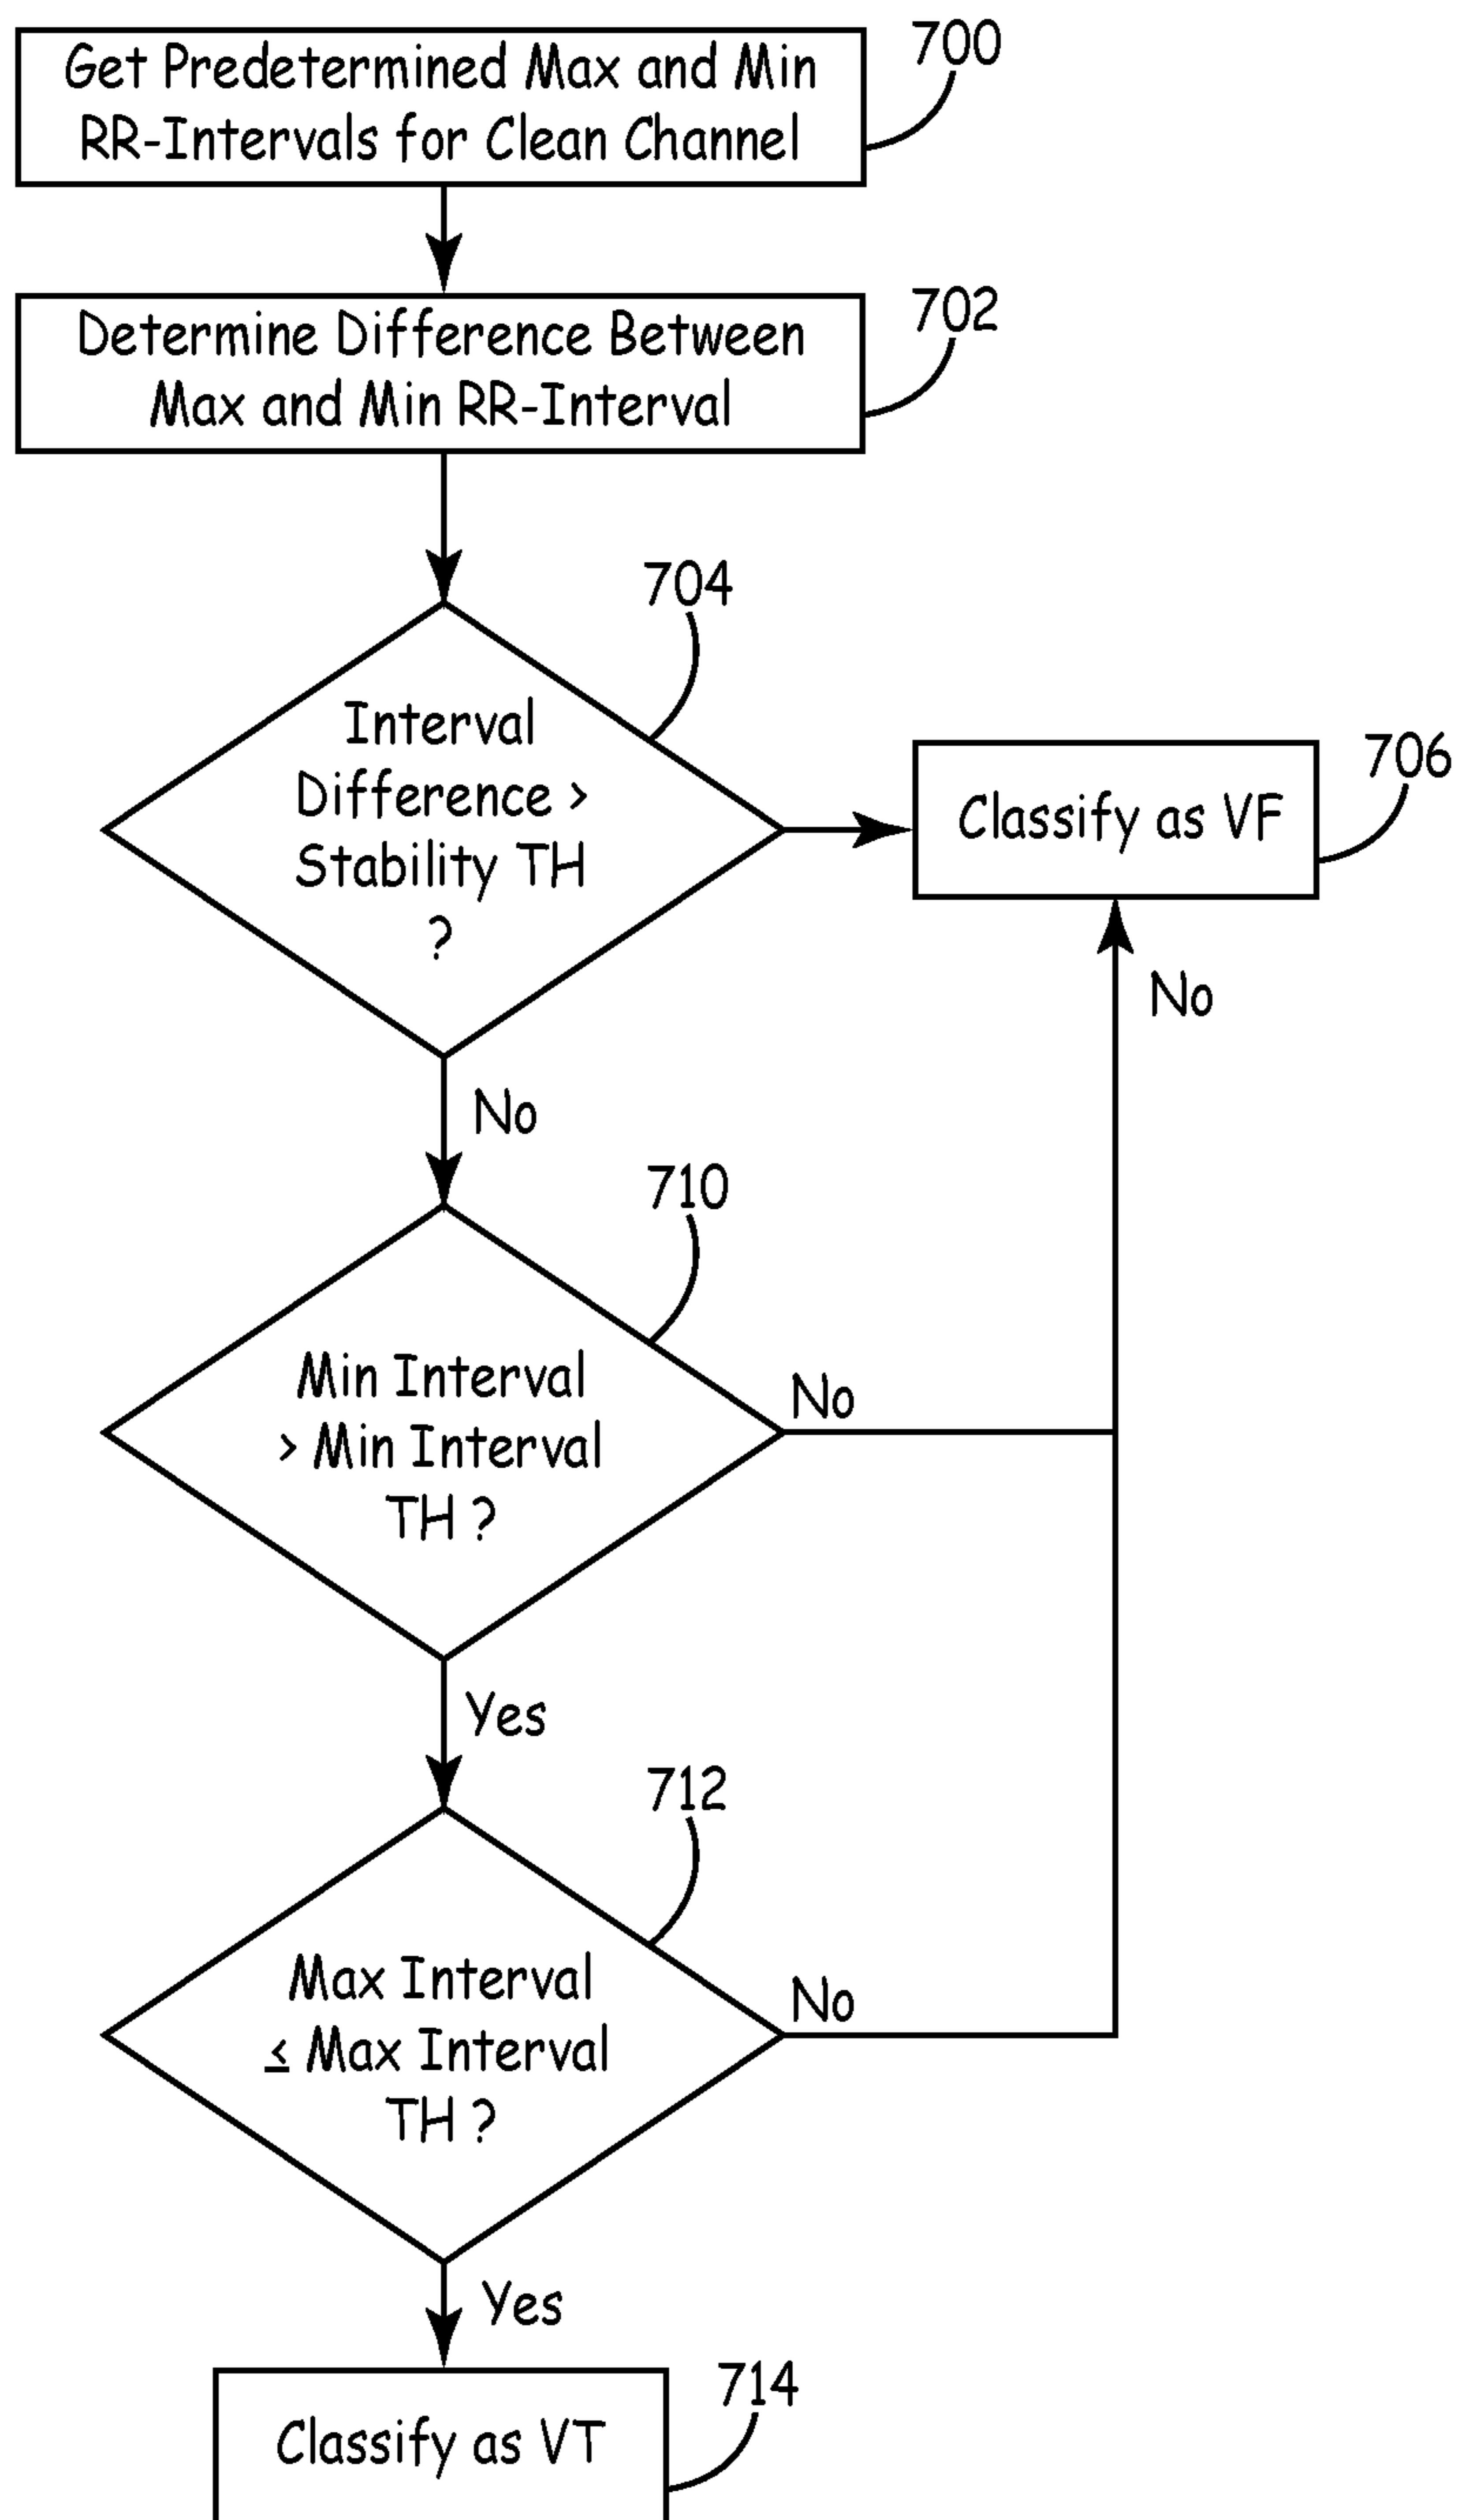 Get Predetermined Max and Min
RR-Intervals for Clean Channel
700
Determine Difference Between
Max and Min RR-Interval
702
704
Interval
Difference >
Stability TH
?
706
Classify as VF
No
No
710
Min Interval
> Min Interval
TH ?
No
Yes
712
Max Interval
≤ Max Interval
TH ?
No
Yes
714
Classify as VT